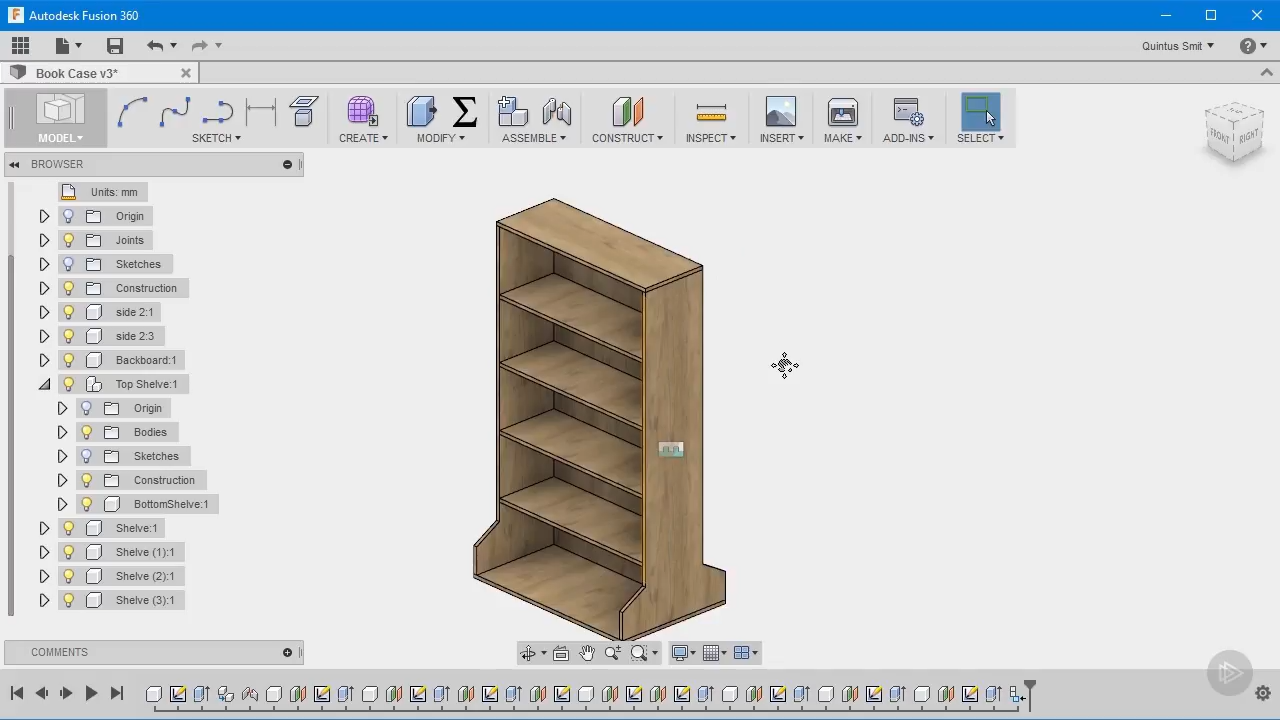 Autodesk Fusion 360
Quintus Smit
Book Case v3*
MODEL
SKETCH
CREATE
MODIFY
ASSEMBLE
CONSTRUCT
INSPECT
INSERT
MAKE
ADD-INS
SELECT
FRONT
RIGHT
BROWSER
Units: mm
Origin
Joints
Sketches
Construction
side 2:1
side 2:3
Backboard:1
Top Shelve:1
Origin
Bodies
Sketches
Construction
BottomShelve:1
Shelve:1
Shelve (1):1
Shelve (2):1
Shelve (3):1
COMMENTS